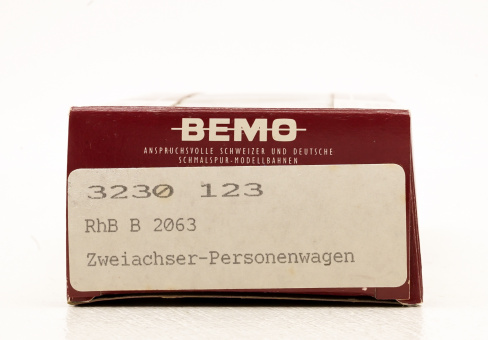 BEMO
ANSPRUCHSVOLLE SCHWEIZER UND DEUTSCHE
SCHMALSPUR-MODELLBAHNEN
3230 123
RhB B 2063
Zweiachser-Personenwagen